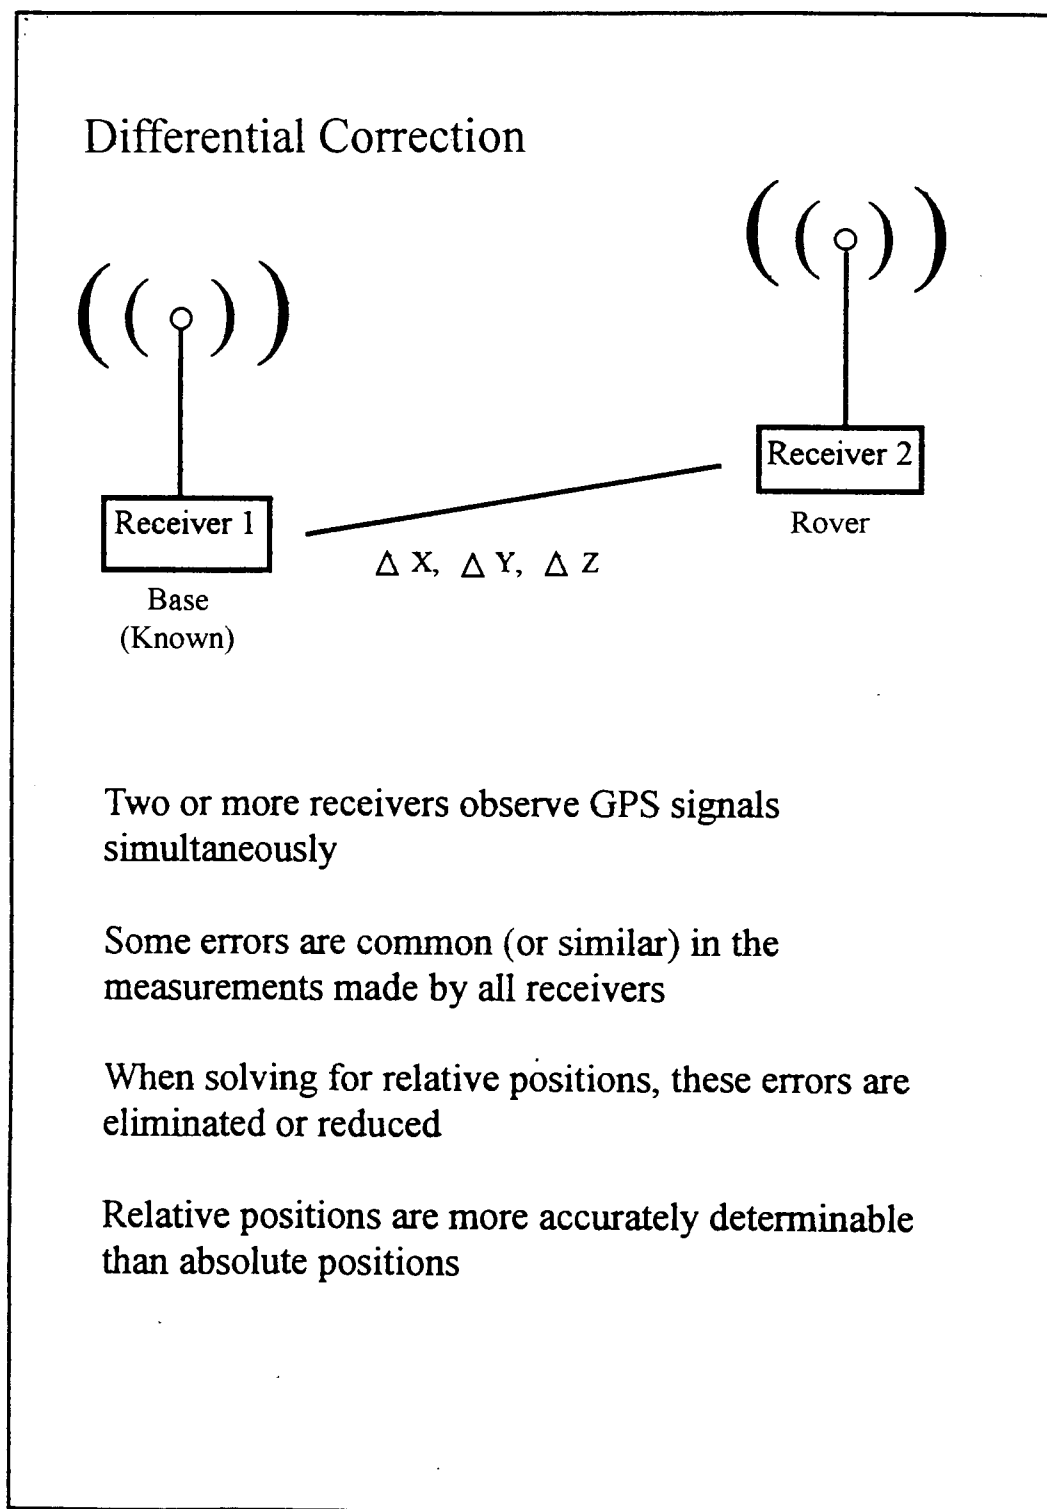 Differential Correction
Receiver 1
Base
(Known)
Δ X, Δ Y, Δ Z
Receiver 2
Rover
Two or more receivers observe GPS signals
simultaneously
Some errors are common (or similar) in the
measurements made by all receivers
When solving for relative positions, these errors are
eliminated or reduced
Relative positions are more accurately determinable
than absolute positions